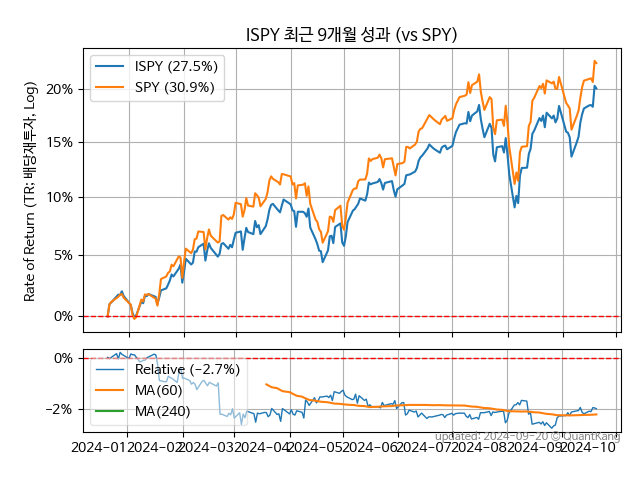 ISPY 최근 9개월 성과 (vs SPY)
Rate of Return (TR: 배당재투자, Log)
20%
15%
10%
5%
0%
ISPY (27.5%)
SPY (30.9%)
0%
−2%
Relative (−2.7%)
MA(60)
MA(240)
updated: 2024-09-20 © QuantKang
2024-01 2024-02 2024-03 2024-04 2024-05 2024-06 2024-07 2024-08 2024-09 2024-10